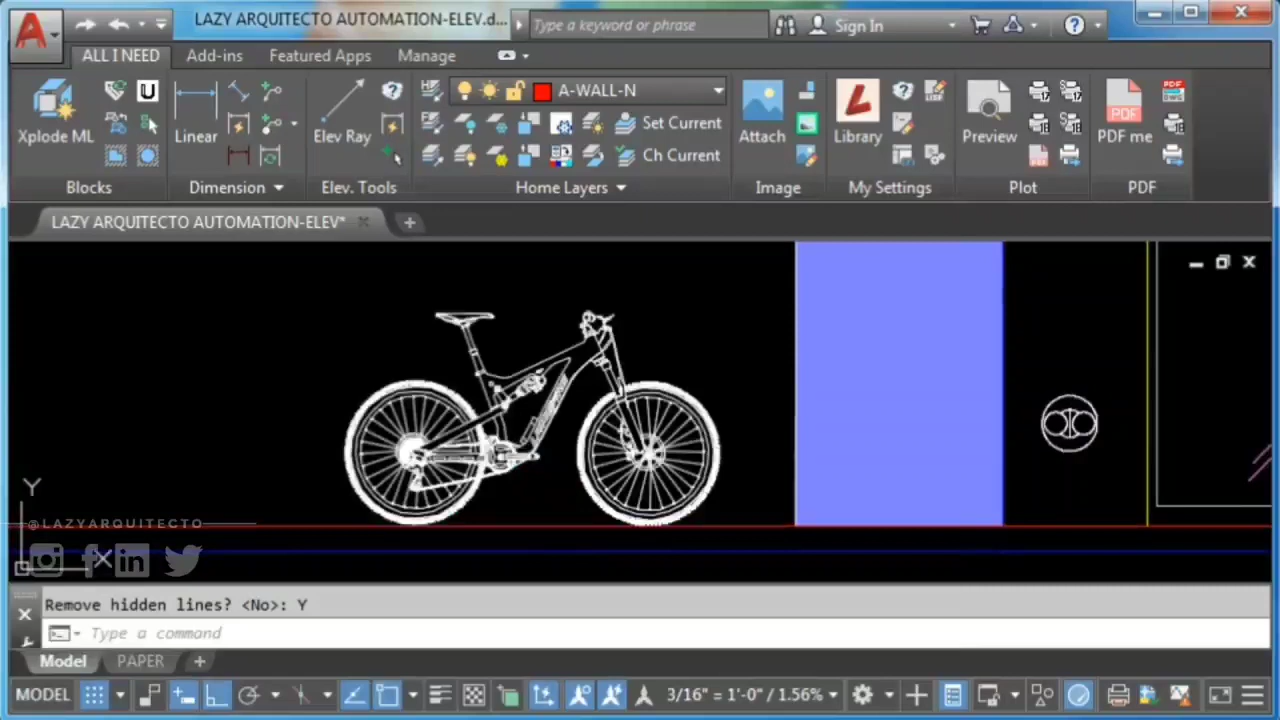 LAZY ARQUITECTO AUTOMATION-ELEV.d...
Type a keyword or phrase
Sign In
ALL I NEED
Add-ins
Featured Apps
Manage
A-WALL-N
Xplode ML
Linear
Elev Ray
Set Current
Ch Current
Attach
Library
Preview
PDF
PDF me
Blocks
Dimension
Elev. Tools
Home Layers
Image
My Settings
Plot
PDF
LAZY ARQUITECTO AUTOMATION-ELEV*
Y
@LAZYARQUITECTO
X
Remove hidden lines? <No>: Y
Type a command
Model
PAPER
MODEL
3/16" = 1'-0" / 1.56%